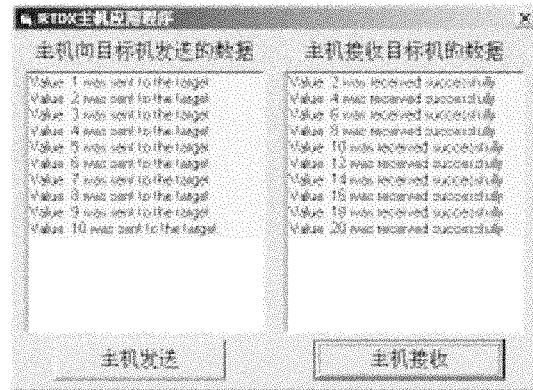 RTDX主机应用程序
主机向目标机发送的数据
Value 1 was sent to the target
Value 2 was sent to the target
Value 3 was sent to the target
Value 4 was sent to the target
Value 5 was sent to the target
Value 6 was sent to the target
Value 7 was sent to the target
Value 8 was sent to the target
Value 9 was sent to the target
Value 10 was sent to the target
主机接收目标机的数据
Value 2 was received successfully
Value 4 was received successfully
Value 6 was received successfully
Value 8 was received successfully
Value 10 was received successfully
Value 12 was received successfully
Value 14 was received successfully
Value 16 was received successfully
Value 18 was received successfully
Value 20 was received successfully
主机发送
主机接收